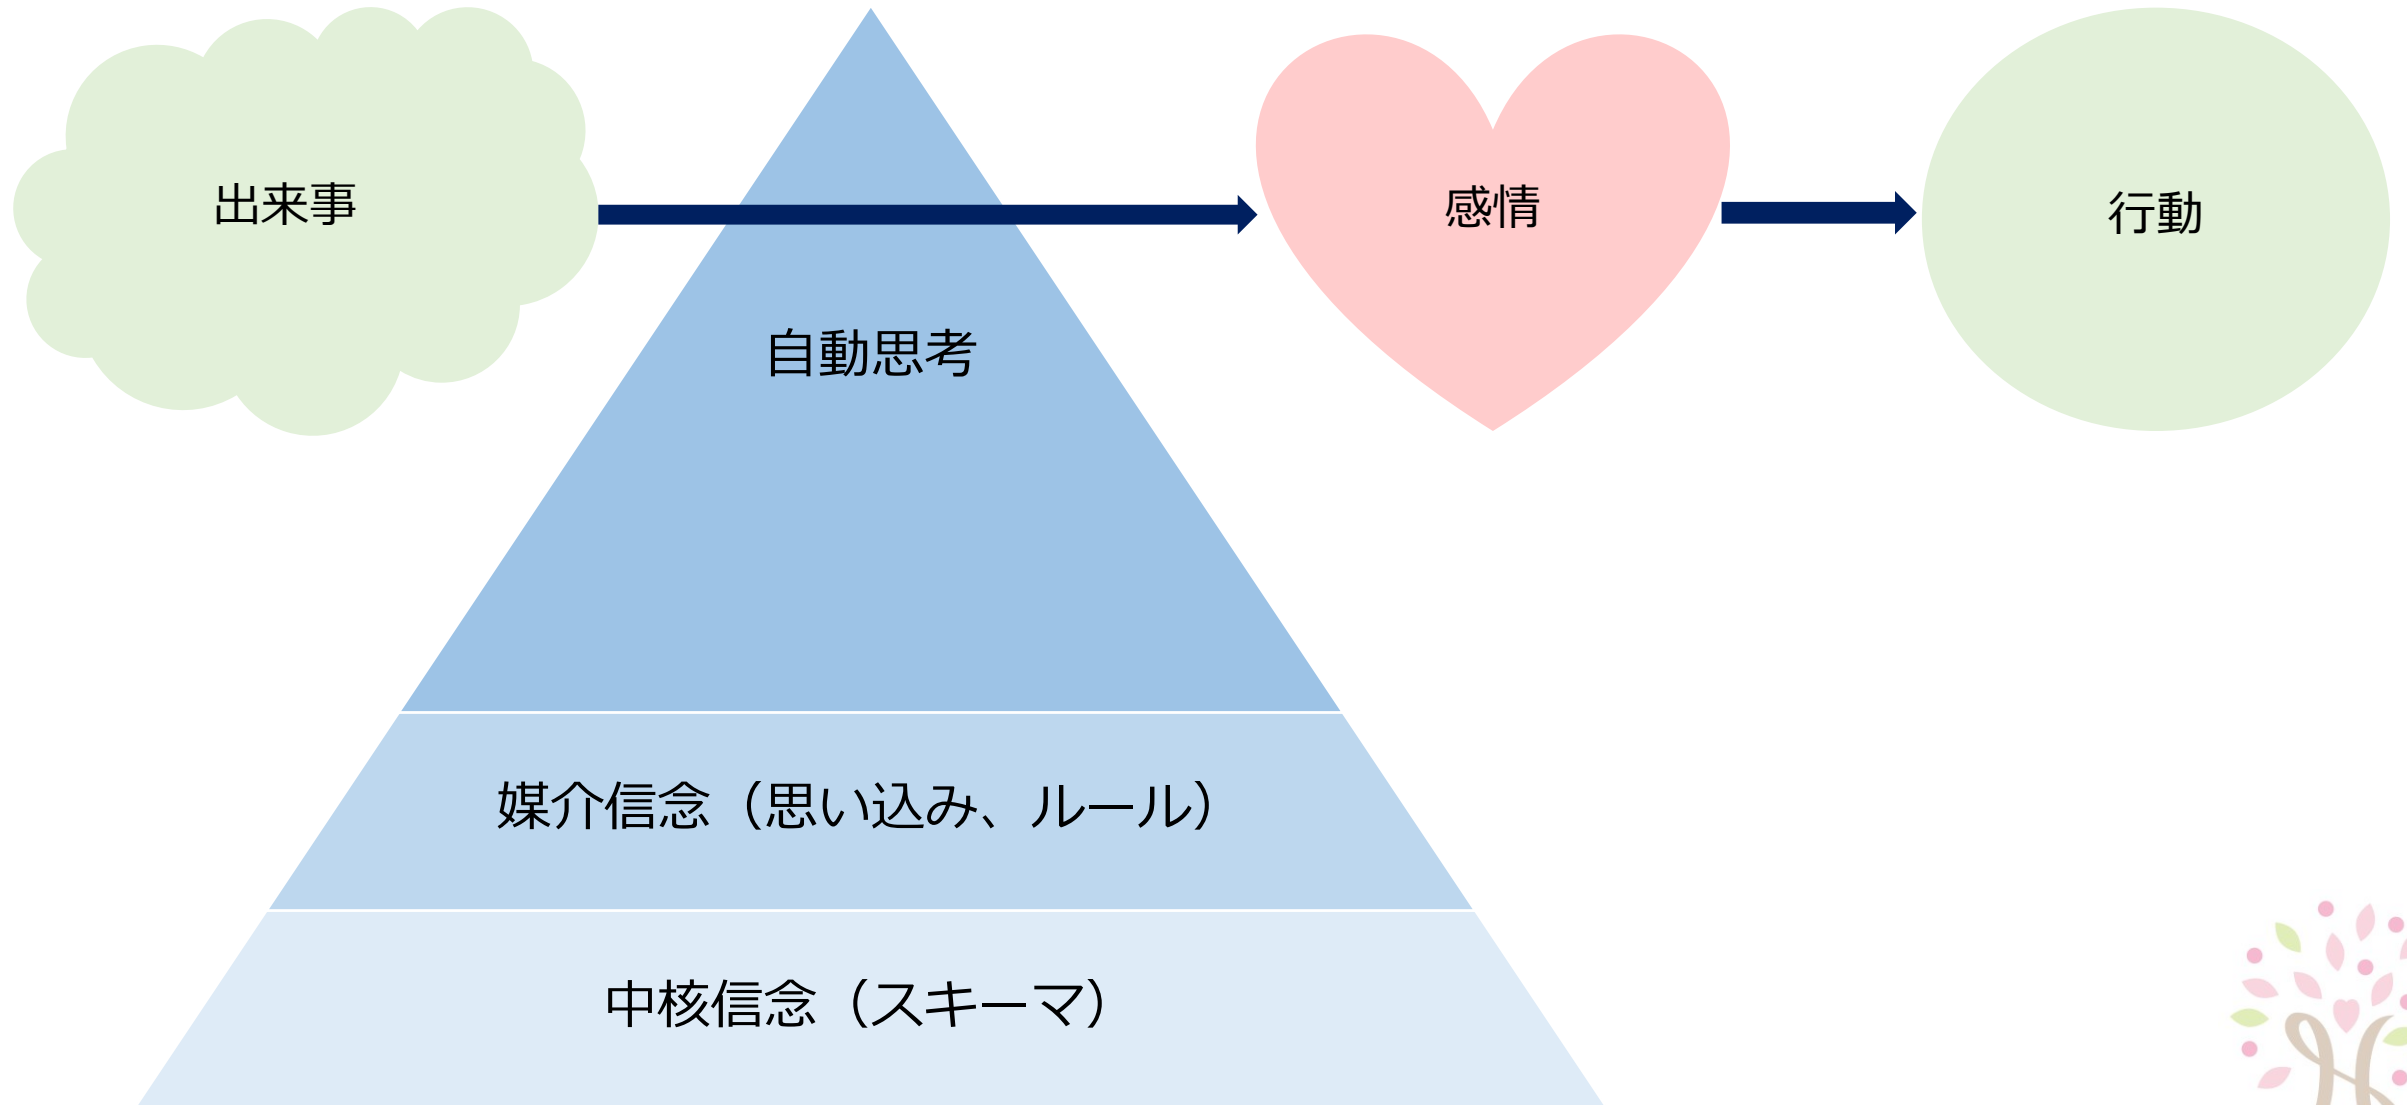 出来事
感情
行動
自動思考
媒介信念（思い込み、ルール）
中核信念（スキーマ）